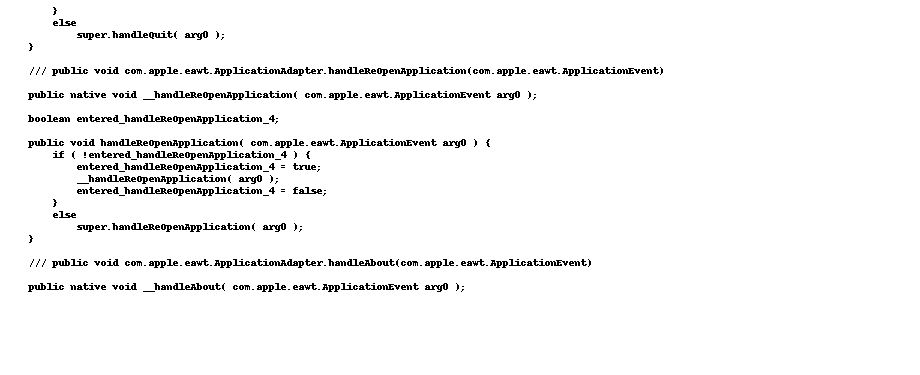 }
else
super.handleQuit( arg0 );
}
/// public void com.apple.eawt.ApplicationAdapter.handleReOpenApplication(com.apple.eawt.ApplicationEvent)
public native void __handleReOpenApplication( com.apple.eawt.ApplicationEvent arg0 );
boolean entered_handleReOpenApplication_4;
public void handleReOpenApplication( com.apple.eawt.ApplicationEvent arg0 ) {
if ( !entered_handleReOpenApplication_4 ) {
entered_handleReOpenApplication_4 = true;
__handleReOpenApplication( arg0 );
entered_handleReOpenApplication_4 = false;
}
else
super.handleReOpenApplication( arg0 );
}
/// public void com.apple.eawt.ApplicationAdapter.handleAbout(com.apple.eawt.ApplicationEvent)
public native void __handleAbout( com.apple.eawt.ApplicationEvent arg0 );